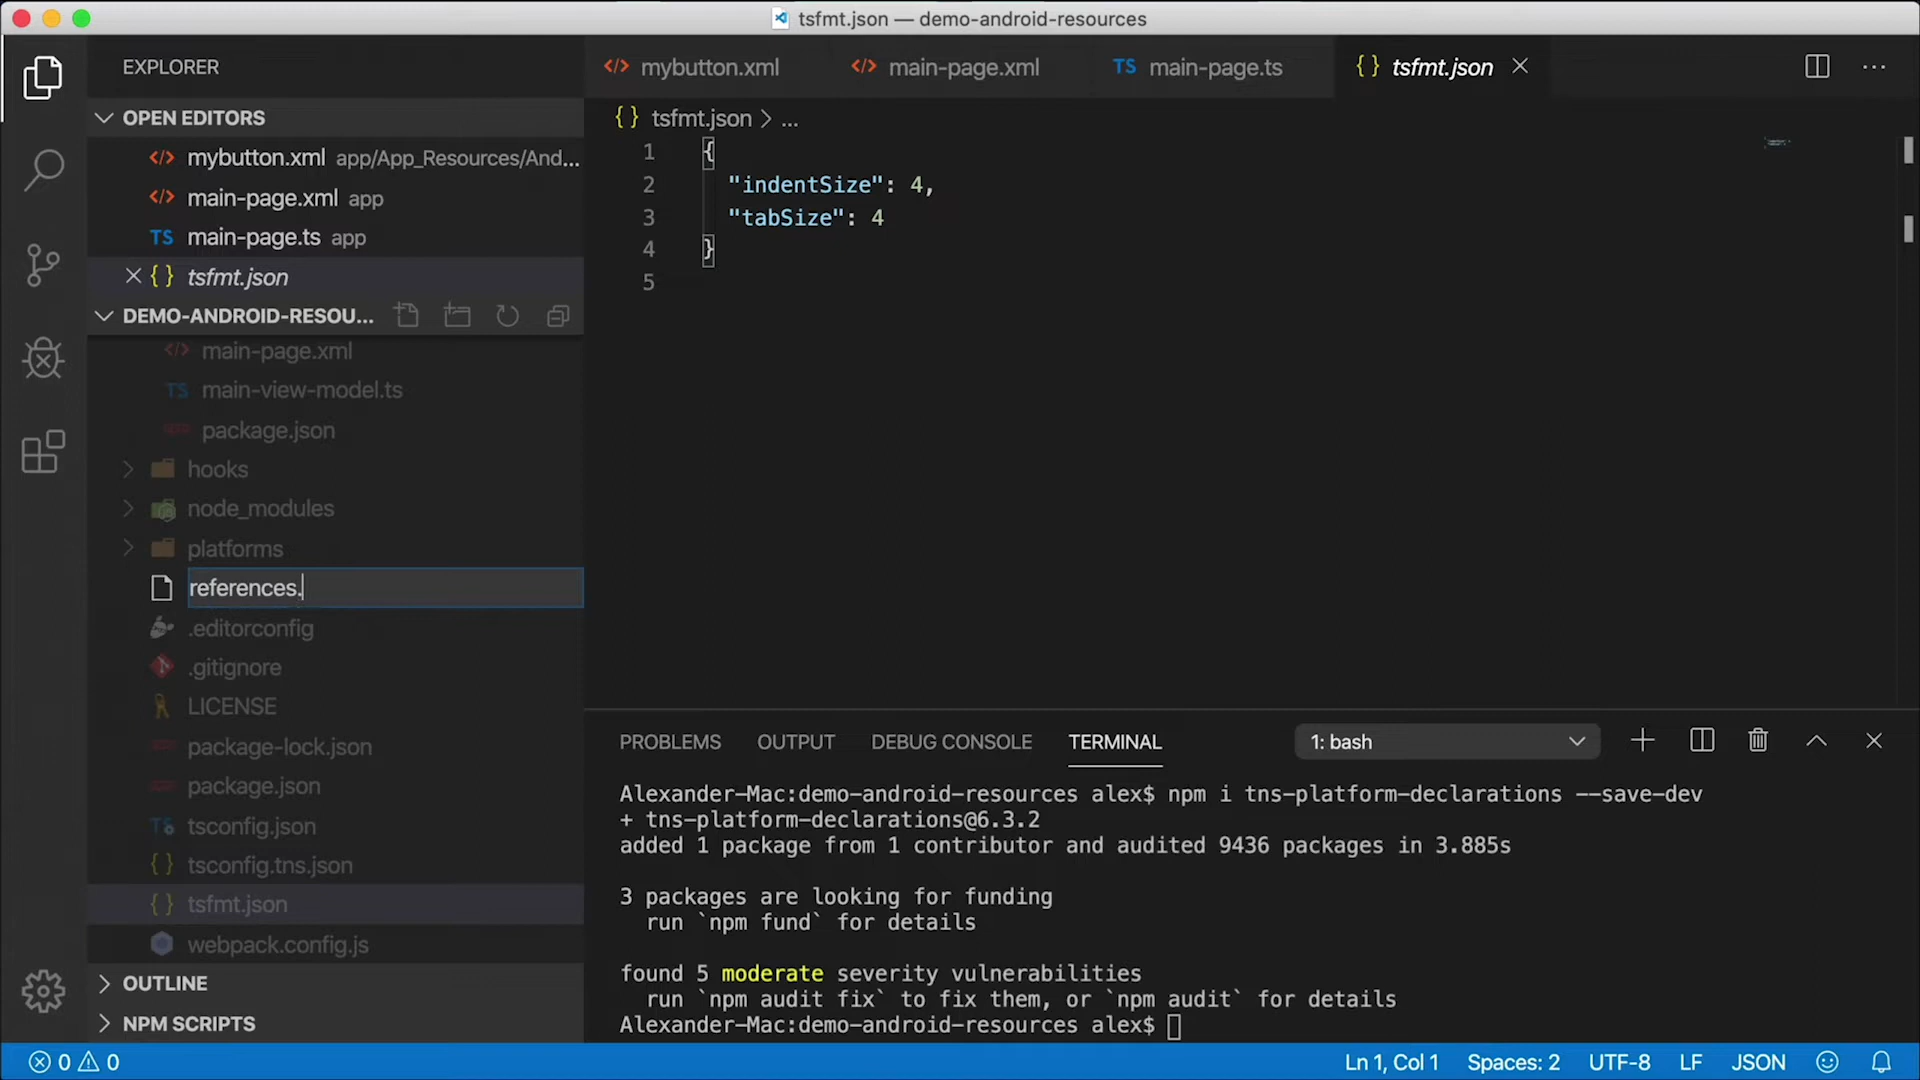 tsfmt.json — demo-android-resources
EXPLORER
OPEN EDITORS
mybutton.xml app/App_Resources/And...
main-page.xml app
TS main-page.ts app
{} tsfmt.json
DEMO-ANDROID-RESOU...
main-page.xml
TS main-view-model.ts
package.json
hooks
node_modules
platforms
references.
.editorconfig
.gitignore
LICENSE
package-lock.json
package.json
TS tsconfig.json
{} tsconfig.tns.json
{} tsfmt.json
webpack.config.js
OUTLINE
NPM SCRIPTS
mybutton.xml
main-page.xml
TS main-page.ts
{} tsfmt.json
{} tsfmt.json > ...
1 {
2 "indentSize": 4,
3 "tabSize": 4
4 }
5
PROBLEMS OUTPUT DEBUG CONSOLE TERMINAL 1: bash
Alexander-Mac:demo-android-resources alex$ npm i tns-platform-declarations --save-dev
+ tns-platform-declarations@6.3.2
added 1 package from 1 contributor and audited 9436 packages in 3.885s
3 packages are looking for funding
run `npm fund` for details
found 5 moderate severity vulnerabilities
run `npm audit fix` to fix them, or `npm audit` for details
Alexander-Mac:demo-android-resources alex$
0 0
Ln 1, Col 1 Spaces: 2 UTF-8 LF JSON